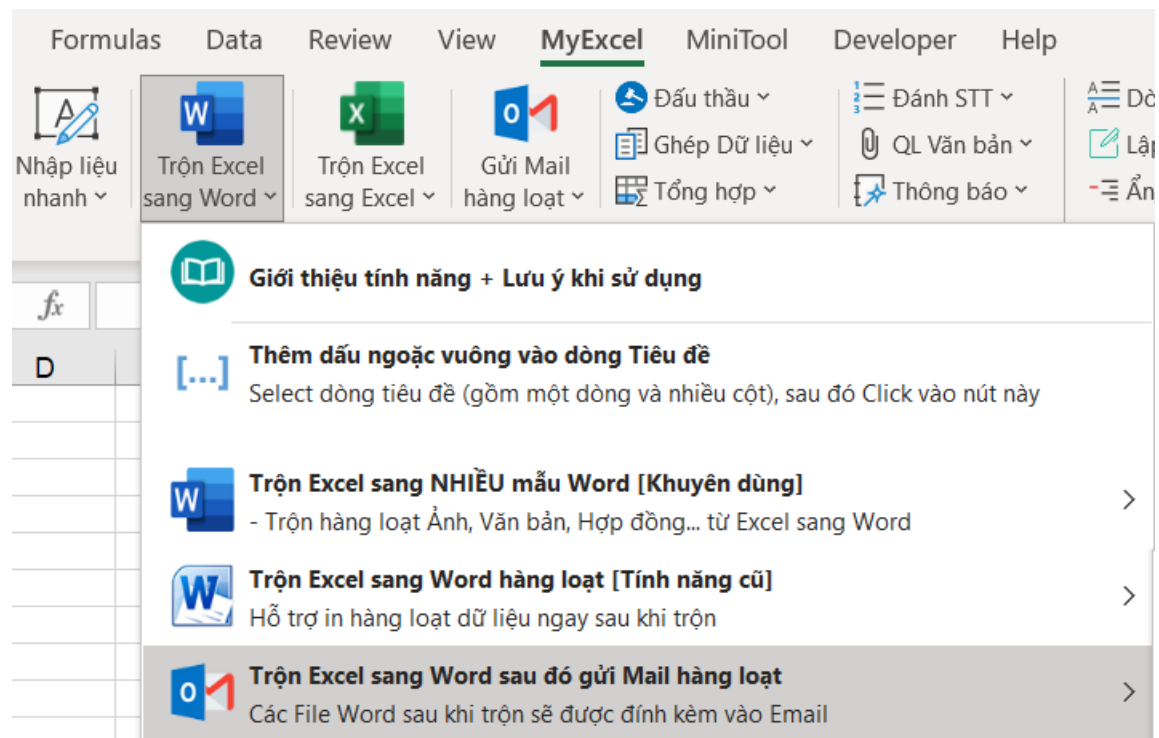 Formulas Data Review View MyExcel MiniTool Developer Help
Nhập liệu nhanh
Trộn Excel sang Word
Trộn Excel sang Excel
Gửi Mail hàng loạt
Đấu thầu
Ghép Dữ liệu
Tổng hợp
Đánh STT
QL Văn bản
Thông báo
fx
D
Giới thiệu tính năng + Lưu ý khi sử dụng
[...] Thêm dấu ngoặc vuông vào dòng Tiêu đề
Select dòng tiêu đề (gồm một dòng và nhiều cột), sau đó Click vào nút này
Trộn Excel sang NHIỀU mẫu Word [Khuyên dùng]
- Trộn hàng loạt Ảnh, Văn bản, Hợp đồng... từ Excel sang Word
Trộn Excel sang Word hàng loạt [Tính năng cũ]
Hỗ trợ in hàng loạt dữ liệu ngay sau khi trộn
Trộn Excel sang Word sau đó gửi Mail hàng loạt
Các File Word sau khi trộn sẽ được đính kèm vào Email